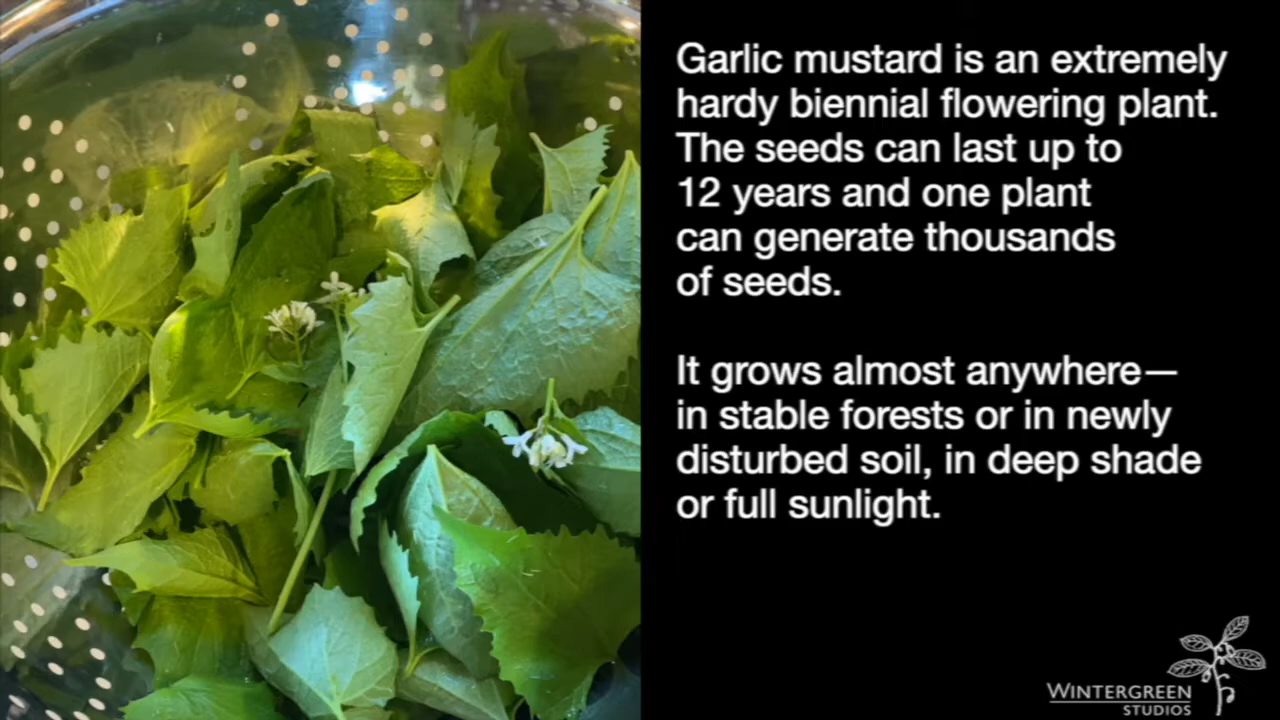 Garlic mustard is an extremely
hardy biennial flowering plant.
The seeds can last up to
12 years and one plant
can generate thousands
of seeds.
It grows almost anywhere—
in stable forests or in newly
disturbed soil, in deep shade
or full sunlight.
WINTERGREEN
STUDIOS